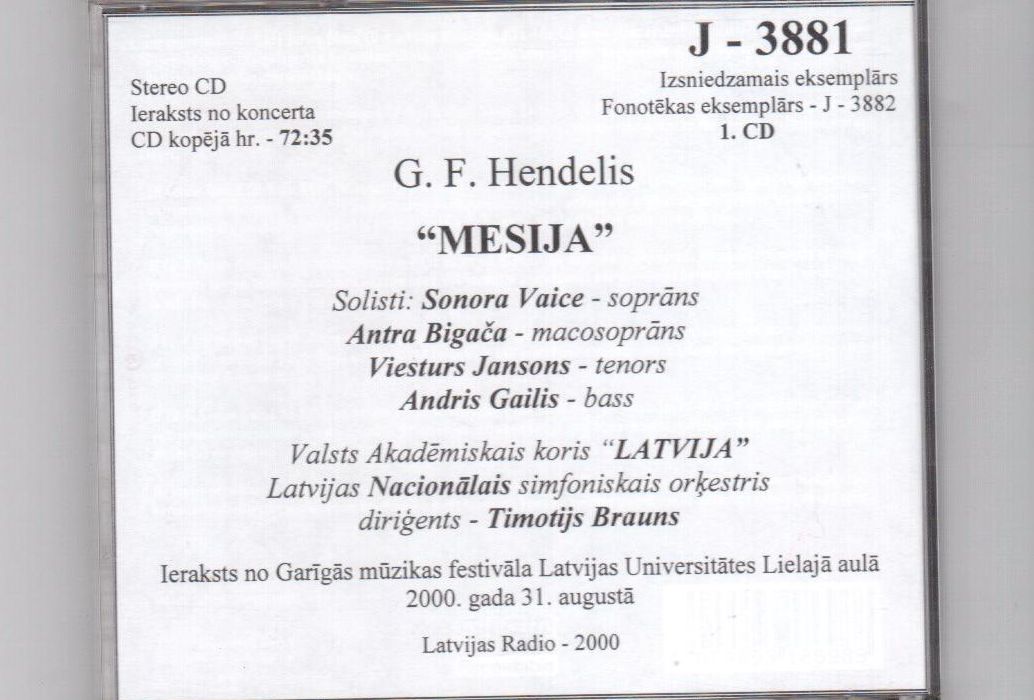 J - 3881
Stereo CD
Izsniedzamais eksemplārs
Ieraksts no koncerta
Fonotēkas eksemplārs - J - 3882
CD kopējā hr. - 72:35
1. CD
G. F. Hendelis
“MESIJA”
Solisti: Sonora Vaice - soprāns
Antra Bigača - macosoprāns
Viesturs Jansons - tenors
Andris Gailis - bass
Valsts Akadēmiskais koris “LATVIJA”
Latvijas Nacionālais simfoniskais orķestris
diriģents - Timotijs Brauns
Ieraksts no Garīgās mūzikas festivāla Latvijas Universitātes Lielajā aulā
2000. gada 31. augustā
Latvijas Radio - 2000